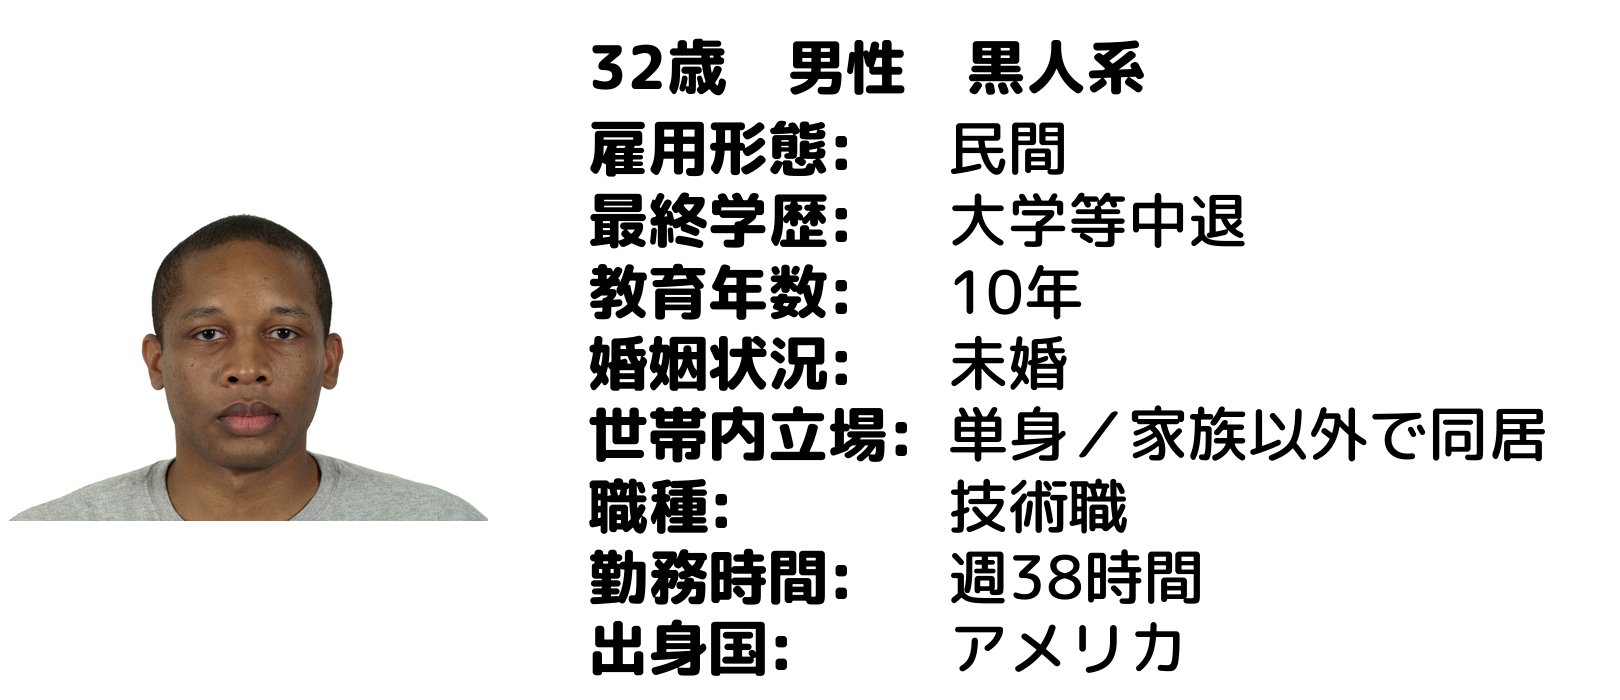 32歳　男性　黒人系
雇用形態:　民間
最終学歴:　大学等中退
教育年数:　10年
婚姻状況:　未婚
世帯内立場:　単身／家族以外で同居
職種:　技術職
勤務時間:　週38時間
出身国:　アメリカ